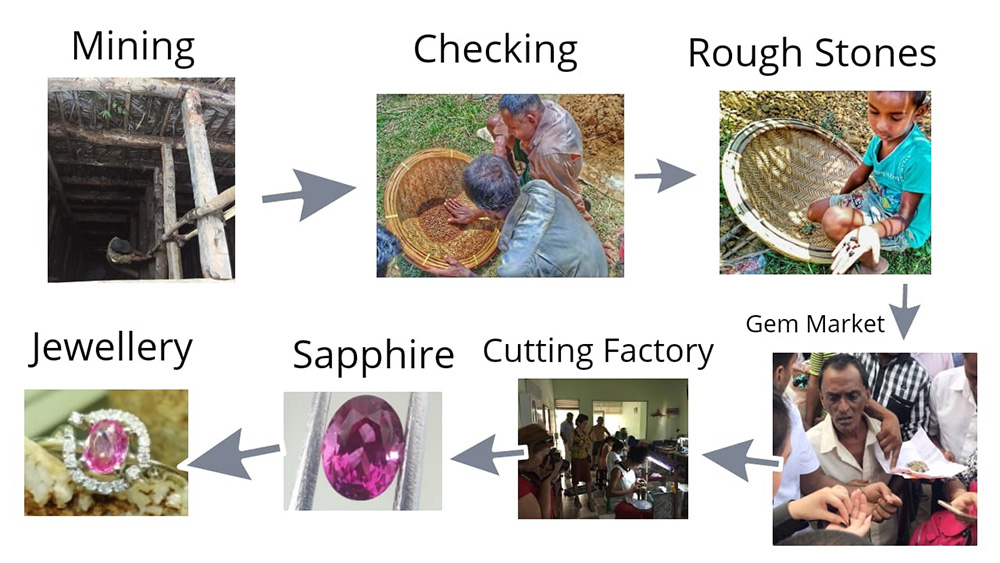 Mining
Checking
Rough Stones
Gem Market
Cutting Factory
Sapphire
Jewellery